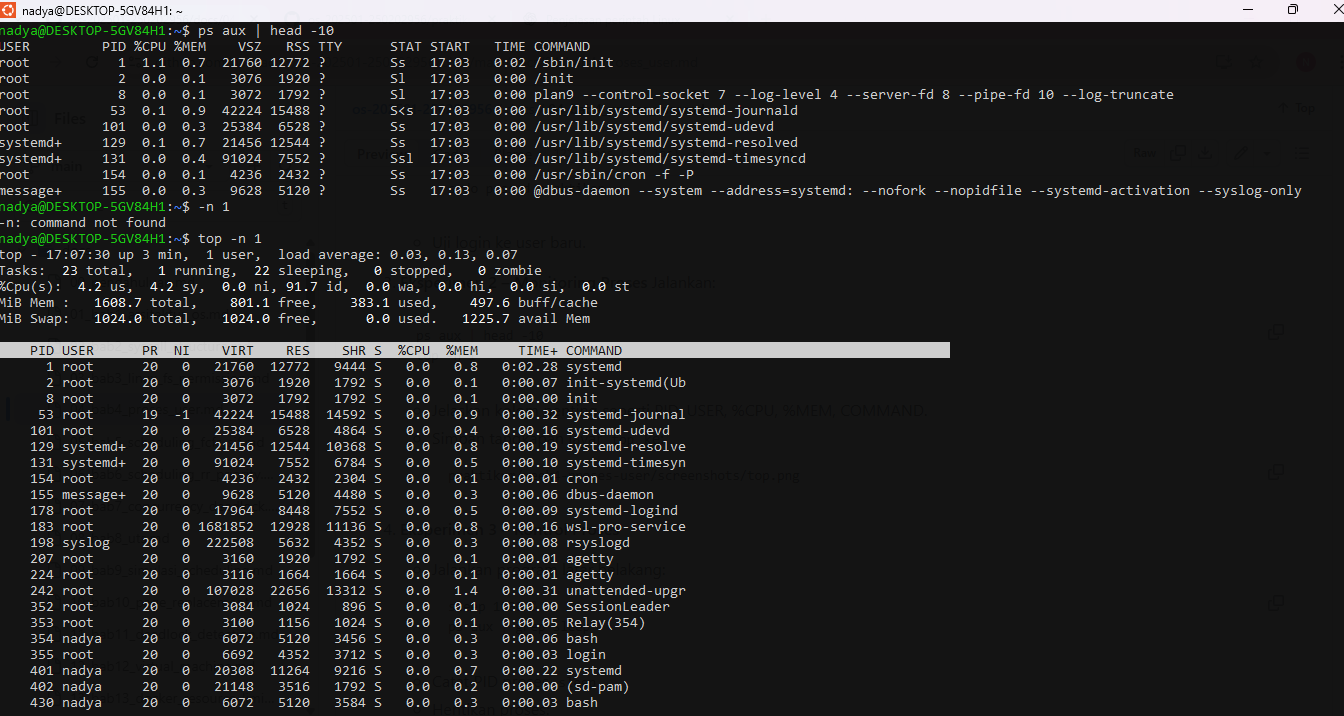 nadya@DESKTOP-5GV84H1: ~
nadya@DESKTOP-5GV84H1:~$ ps aux | head -10
USER PID %CPU %MEM VSZ RSS TTY STAT START TIME COMMAND
root 1 1.1 0.7 21760 12772 ? Ss 17:03 0:02 /sbin/init
root 2 0.0 0.1 3076 1920 ? Sl 17:03 0:00 /init
root 8 0.0 0.1 3072 1792 ? Sl 17:03 0:00 plan9 --control-socket 7 --log-level 4 --server-fd 8 --pipe-fd 10 --log-truncate
root 53 0.1 0.9 42224 15488 ? S<s 17:03 0:00 /usr/lib/systemd/systemd-journald
root 101 0.0 0.3 25384 6528 ? Ss 17:03 0:00 /usr/lib/systemd/systemd-udevd
systemd+ 129 0.1 0.7 21456 12544 ? Ss 17:03 0:00 /usr/lib/systemd/systemd-resolved
systemd+ 131 0.0 0.4 91024 7552 ? Ssl 17:03 0:00 /usr/lib/systemd/systemd-timesyncd
root 154 0.0 0.1 4236 2432 ? Ss 17:03 0:00 /usr/sbin/cron -f -P
message+ 155 0.0 0.3 9628 5120 ? Ss 17:03 0:00 @dbus-daemon --system --address=systemd: --nofork --nopidfile --systemd-activation --syslog-only
nadya@DESKTOP-5GV84H1:~$ -n 1
-n: command not found
nadya@DESKTOP-5GV84H1:~$ top -n 1
top - 17:07:30 up 3 min, 1 user, load average: 0.03, 0.13, 0.07
Tasks: 23 total, 1 running, 22 sleeping, 0 stopped, 0 zombie
%Cpu(s): 4.2 us, 4.2 sy, 0.0 ni, 91.7 id, 0.0 wa, 0.0 hi, 0.0 si, 0.0 st
MiB Mem : 1608.7 total, 801.1 free, 383.1 used, 497.6 buff/cache
MiB Swap: 1024.0 total, 1024.0 free, 0.0 used. 1225.7 avail Mem
PID USER PR NI VIRT RES SHR S %CPU %MEM TIME+ COMMAND
1 root 20 0 21760 12772 9444 S 0.0 0.8 0:02.28 systemd
2 root 20 0 3076 1920 1792 S 0.0 0.1 0:00.07 init-systemd(Ub
8 root 20 0 3072 1792 1792 S 0.0 0.1 0:00.00 init
53 root 19 -1 42224 15488 14592 S 0.0 0.9 0:00.32 systemd-journal
101 root 20 0 25384 6528 4864 S 0.0 0.4 0:00.16 systemd-udevd
129 systemd+ 20 0 21456 12544 10368 S 0.0 0.8 0:00.19 systemd-resolve
131 systemd+ 20 0 91024 7552 6784 S 0.0 0.5 0:00.10 systemd-timesyn
154 root 20 0 4236 2432 2304 S 0.0 0.1 0:00.01 cron
155 message+ 20 0 9628 5120 4480 S 0.0 0.3 0:00.06 dbus-daemon
178 root 20 0 17964 8448 7552 S 0.0 0.5 0:00.09 systemd-logind
183 root 20 0 1681852 12928 11136 S 0.0 0.8 0:00.16 wsl-pro-service
198 syslog 20 0 222508 5632 4352 S 0.0 0.3 0:00.08 rsyslogd
207 root 20 0 3160 1920 1792 S 0.0 0.1 0:00.01 agetty
224 root 20 0 3116 1664 1664 S 0.0 0.1 0:00.01 agetty
242 root 20 0 107028 22656 13312 S 0.0 1.4 0:00.31 unattended-upgr
352 root 20 0 3084 1024 896 S 0.0 0.1 0:00.00 SessionLeader
353 root 20 0 3100 1156 1024 S 0.0 0.1 0:00.05 Relay(354)
354 nadya 20 0 6072 5120 3456 S 0.0 0.3 0:00.06 bash
355 root 20 0 6692 4352 3712 S 0.0 0.3 0:00.03 login
401 nadya 20 0 20308 11264 9216 S 0.0 0.7 0:00.22 systemd
402 nadya 20 0 21148 3516 1792 S 0.0 0.2 0:00.00 (sd-pam)
430 nadya 20 0 6072 5120 3584 S 0.0 0.3 0:00.03 bash